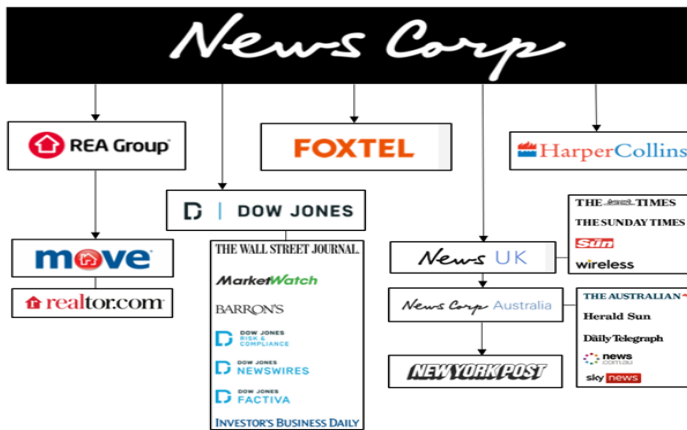 News Corp
REA Group
FOXTEL
HarperCollins
DOW JONES
move
realtor.com
THE WALL STREET JOURNAL.
MarketWatch
BARRON'S
DOW JONES
RISK &
COMPLIANCE
DOW JONES
NEWSWIRES
DOW JONES
FACTIVA
INVESTOR'S BUSINESS DAILY
News UK
THE TIMES
THE SUNDAY TIMES
Sun
wireless
News Corp Australia
THE AUSTRALIAN
Herald Sun
The Daily Telegraph
news
com.au
sky news
NEW YORK POST